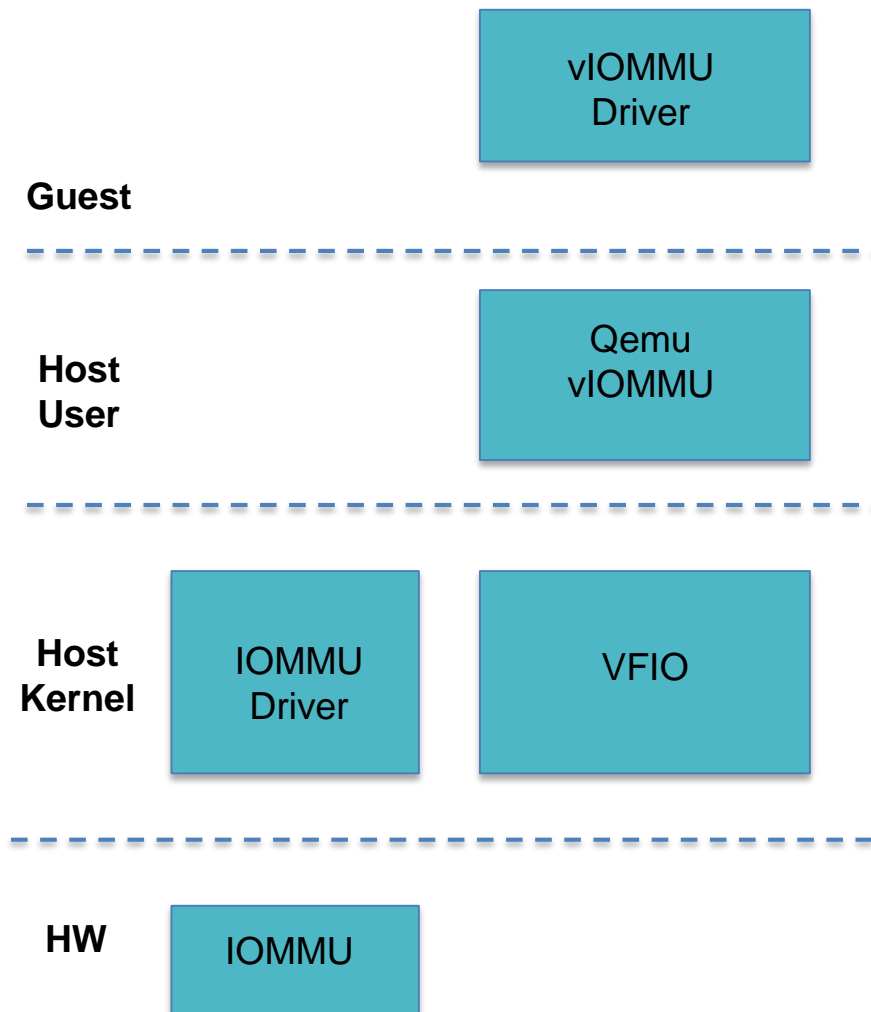 vIOMMU
Driver
Guest
Host
User
Qemu
vIOMMU
Host
Kernel
IOMMU
Driver
VFIO
HW
IOMMU